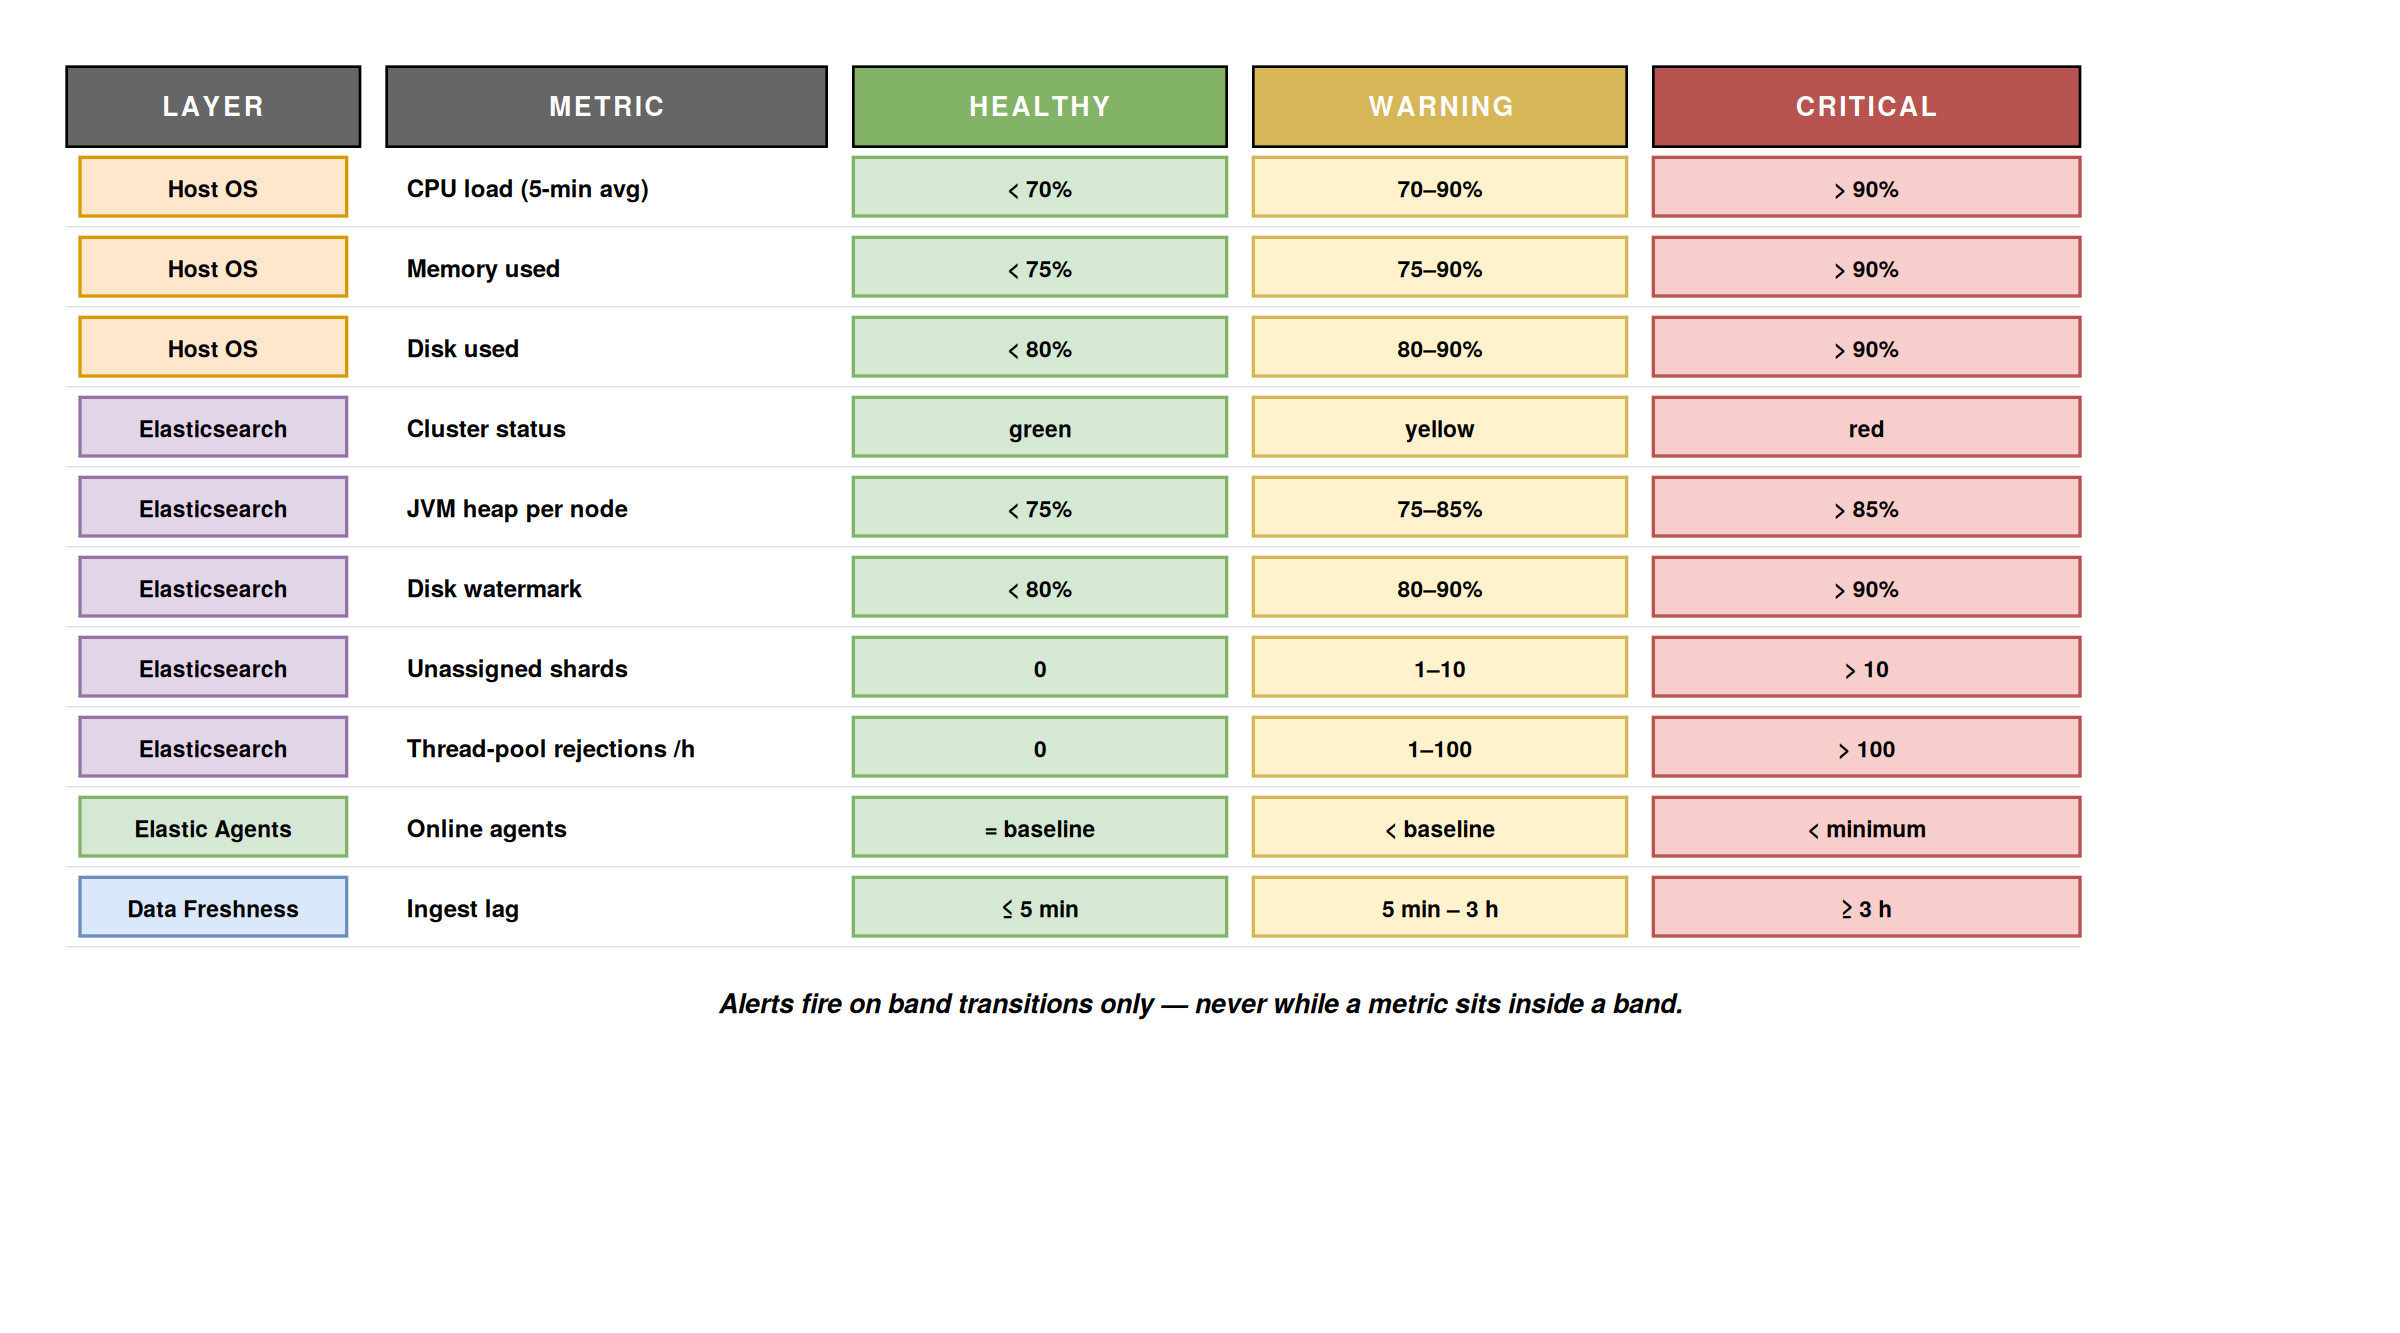 LAYER METRIC HEALTHY WARNING CRITICAL
Host OS CPU load (5-min avg) < 70% 70–90% > 90%
Host OS Memory used < 75% 75–90% > 90%
Host OS Disk used < 80% 80–90% > 90%
Elasticsearch Cluster status green yellow red
Elasticsearch JVM heap per node < 75% 75–85% > 85%
Elasticsearch Disk watermark < 80% 80–90% > 90%
Elasticsearch Unassigned shards 0 1–10 > 10
Elasticsearch Thread-pool rejections /h 0 1–100 > 100
Elastic Agents Online agents = baseline < baseline < minimum
Data Freshness Ingest lag ≤ 5 min 5 min – 3 h ≥ 3 h
Alerts fire on band transitions only — never while a metric sits inside a band.